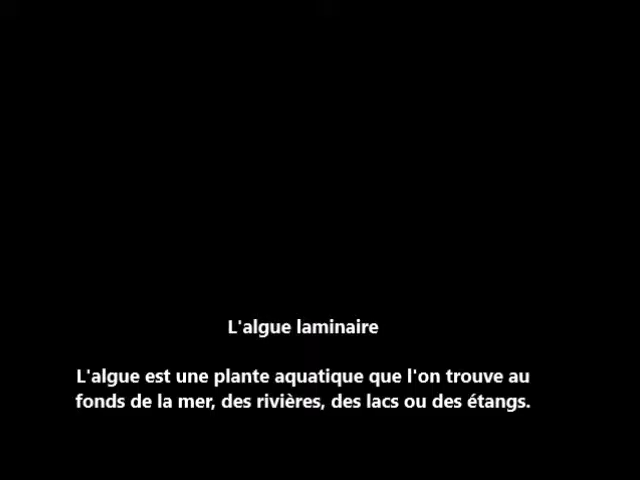 L'algue laminaire
L'algue est une plante aquatique que l'on trouve au
fonds de la mer, des rivières, des lacs ou des étangs.